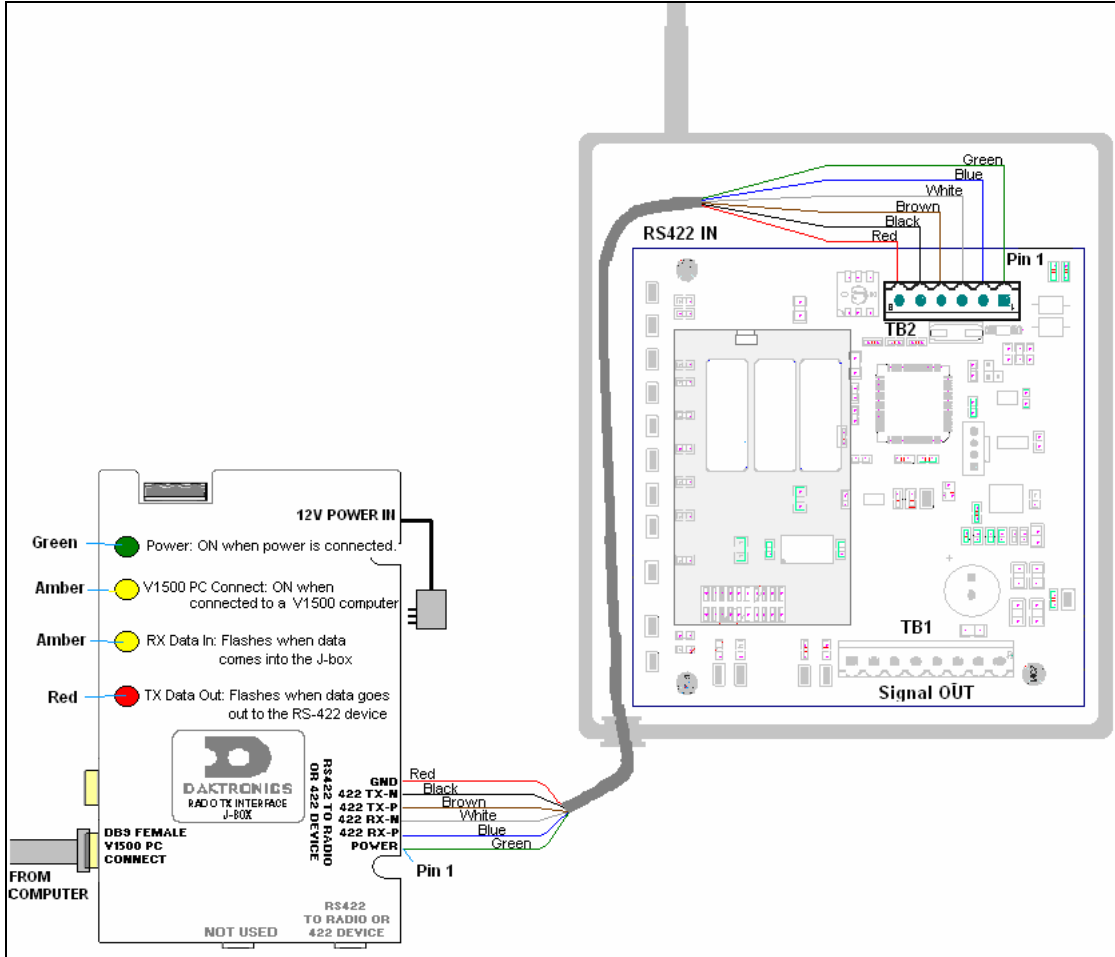 Green
Blue
White
Brown
Black
Red
RS422 IN
Pin 1
TB2
12V POWER IN
Green
Power: ON when power is connected.
Amber
V1500 PC Connect: ON when
connected to a V1500 computer
Amber
RX Data In: Flashes when data
comes into the J-box
Red
TX Data Out: Flashes when data goes
out to the RS-422 device
TB1
Signal OUT
DAKTRONICS
RADIO TX INTERFACE
J-BOX
RS422 TO RADIO
OR 422 DEVICE
GND
422 TX-N
422 TX-P
422 RX-N
422 RX-P
POWER
Red
Black
Brown
White
Blue
Green
Pin 1
DB9 FEMALE
V1500 PC
CONNECT
FROM
COMPUTER
NOT USED
RS422
TO RADIO OR
422 DEVICE